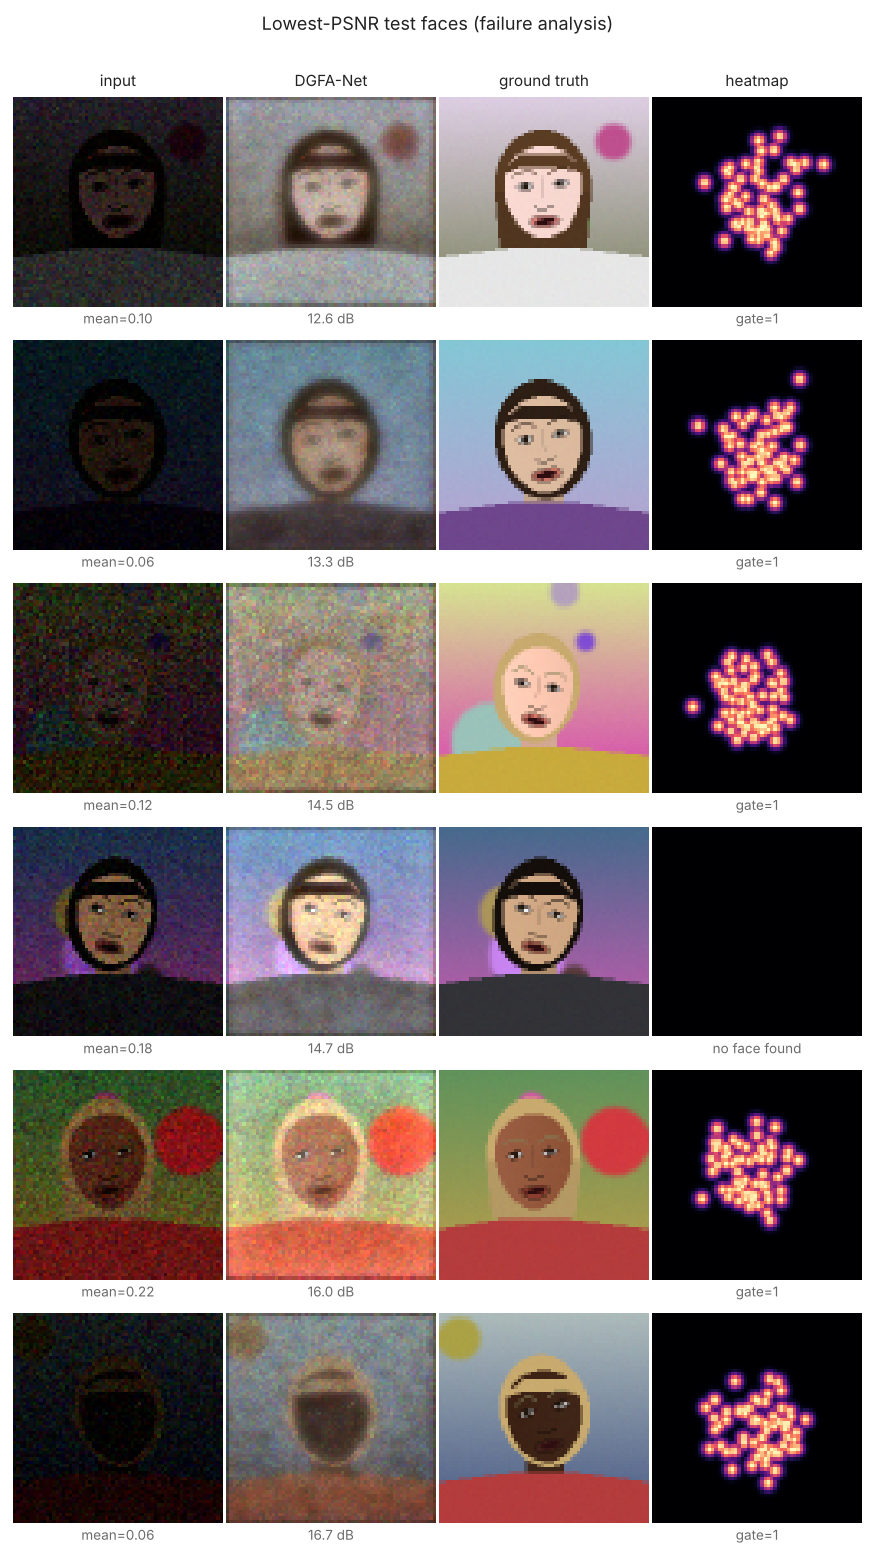 Lowest-PSNR test faces (failure analysis)
input DGFA-Net ground truth heatmap
mean=0.10 12.6 dB gate=1
mean=0.06 13.3 dB gate=1
mean=0.12 14.5 dB gate=1
mean=0.18 14.7 dB no face found
mean=0.22 16.0 dB gate=1
mean=0.06 16.7 dB gate=1